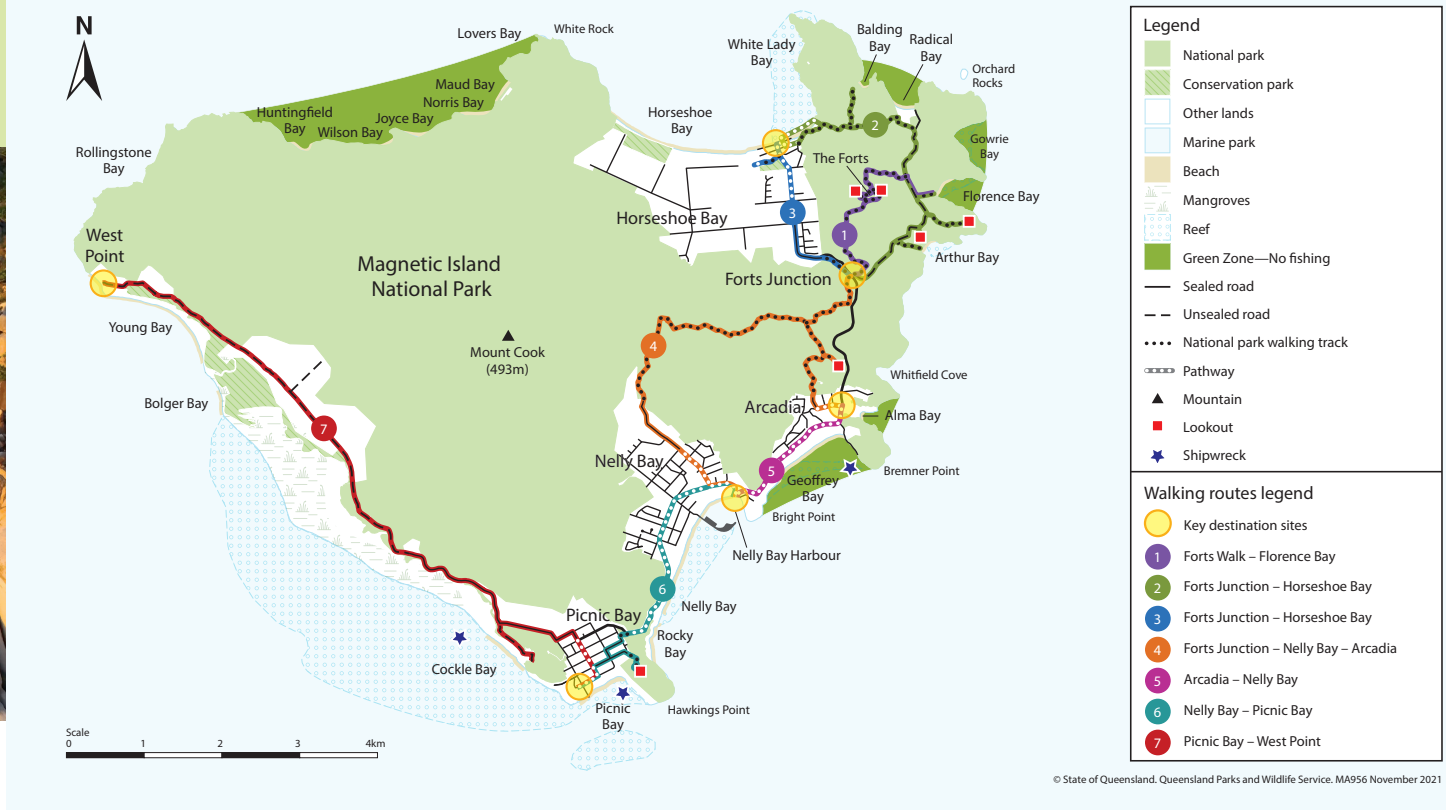 N
Lovers Bay
White Rock
White Lady
Bay
Balding
Bay
Radical
Bay
Orchard
Rocks
Maud Bay
Norris Bay
Joyce Bay
Huntingfield
Bay
Wilson Bay
Horseshoe
Bay
2
Gowrie
Bay
Rollingstone
Bay
The Forts
Florence Bay
Horseshoe Bay
3
1
West
Point
Arthur Bay
Magnetic Island
National Park
Forts Junction
Young Bay
4
Mount Cook
(493m)
Whitfield Cove
Bolger Bay
Arcadia
Alma Bay
7
Nelly Bay
5
Geoffrey
Bay
Bremner Point
Bright Point
Nelly Bay Harbour
6
Nelly Bay
Picnic Bay
Rocky
Bay
Cockle Bay
Picnic
Bay
Hawkings Point
Scale
0 1 2 3 4km
Legend
National park
Conservation park
Other lands
Marine park
Beach
Mangroves
Reef
Green Zone—No fishing
Sealed road
Unsealed road
National park walking track
Pathway
Mountain
Lookout
Shipwreck
Walking routes legend
Key destination sites
1 Forts Walk – Florence Bay
2 Forts Junction – Horseshoe Bay
3 Forts Junction – Horseshoe Bay
4 Forts Junction – Nelly Bay – Arcadia
5 Arcadia – Nelly Bay
6 Nelly Bay – Picnic Bay
7 Picnic Bay – West Point
© State of Queensland. Queensland Parks and Wildlife Service. MA956 November 2021